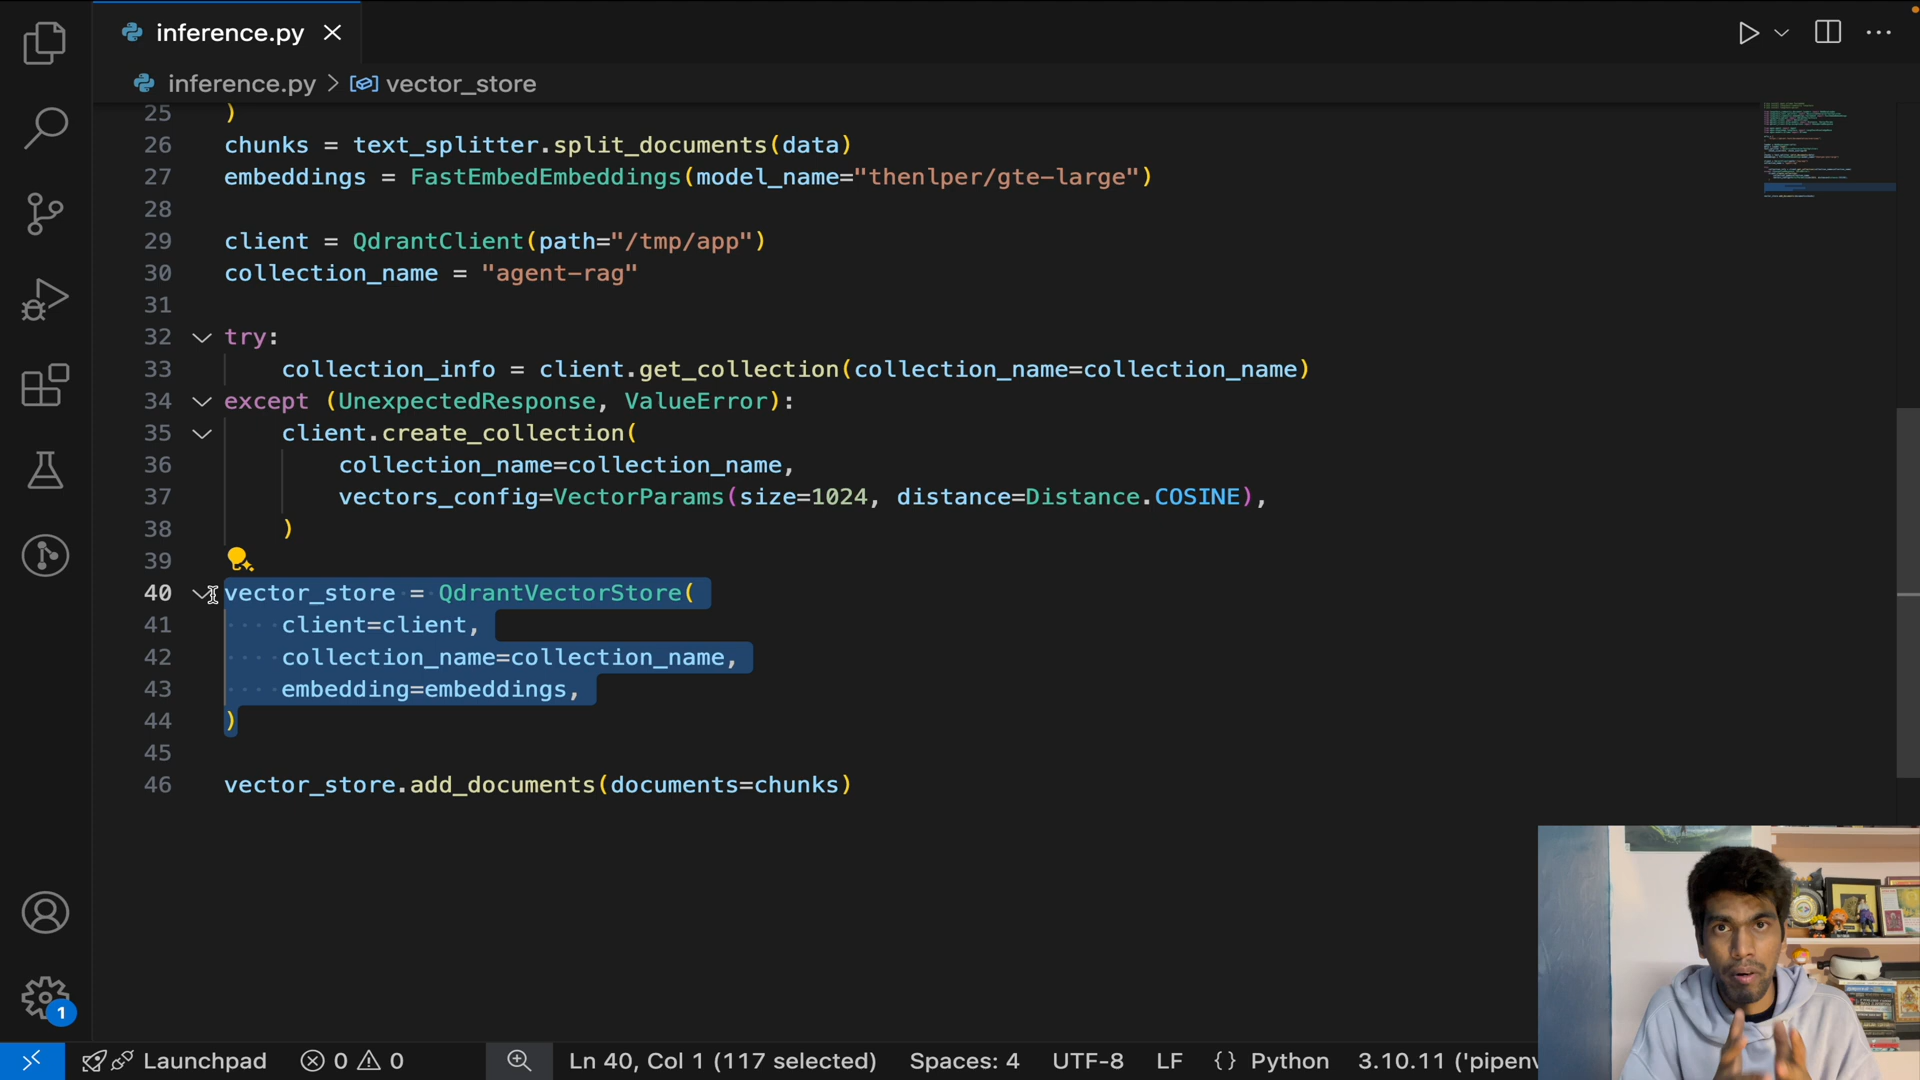 inference.py
inference.py > vector_store
25 )
26 chunks = text_splitter.split_documents(data)
27 embeddings = FastEmbedEmbeddings(model_name="thenlper/gte-large")
28
29 client = QdrantClient(path="/tmp/app")
30 collection_name = "agent-rag"
31
32 try:
33 collection_info = client.get_collection(collection_name=collection_name)
34 except (UnexpectedResponse, ValueError):
35 client.create_collection(
36 collection_name=collection_name,
37 vectors_config=VectorParams(size=1024, distance=Distance.COSINE),
38 )
39
40 vector_store = QdrantVectorStore(
41 client=client,
42 collection_name=collection_name,
43 embedding=embeddings,
44 )
45
46 vector_store.add_documents(documents=chunks)
1
Launchpad 0 0 Ln 40, Col 1 (117 selected) Spaces: 4 UTF-8 LF {} Python 3.10.11 ('pipenv